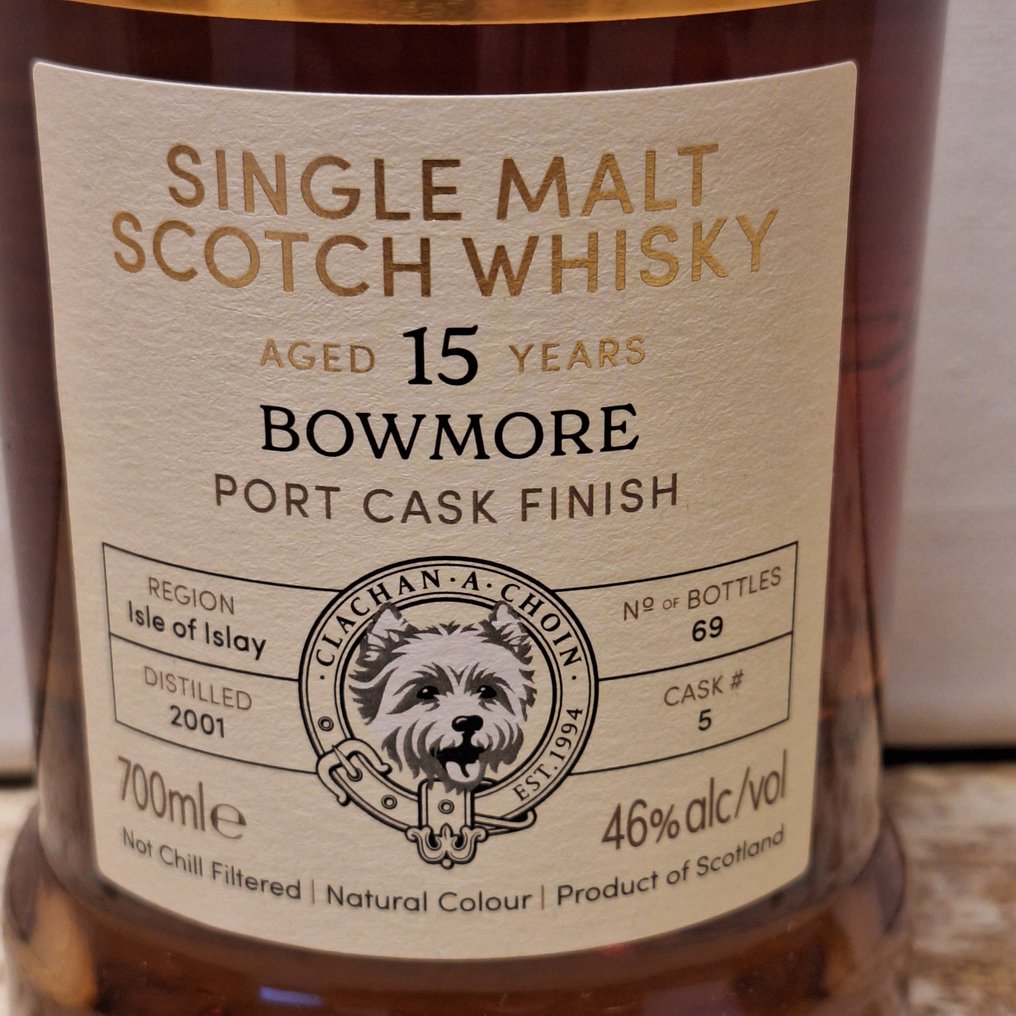 SINGLE MALT
SCOTCH WHISKY
AGED 15 YEARS
BOWMORE
PORT CASK FINISH
REGION
Isle of Islay
DISTILLED
2001
· CLACHAN · A · CHOIN ·
EST. 1994
Nº OF BOTTLES
69
CASK #
5
700ml℮
46%alc/vol
Not Chill Filtered | Natural Colour | Product of Scotland